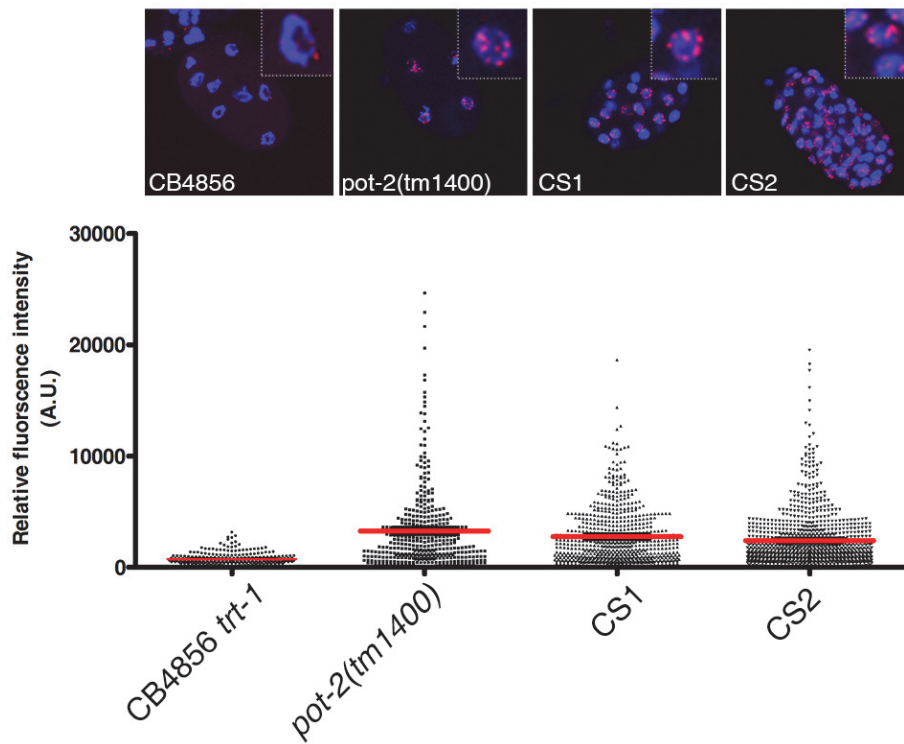 CB4856
pot-2(tm1400)
CS1
CS2
Relative fluorscence intensity
(A.U.)
30000
20000
10000
0
CB4856 trt-1
pot-2(tm1400)
CS1
CS2